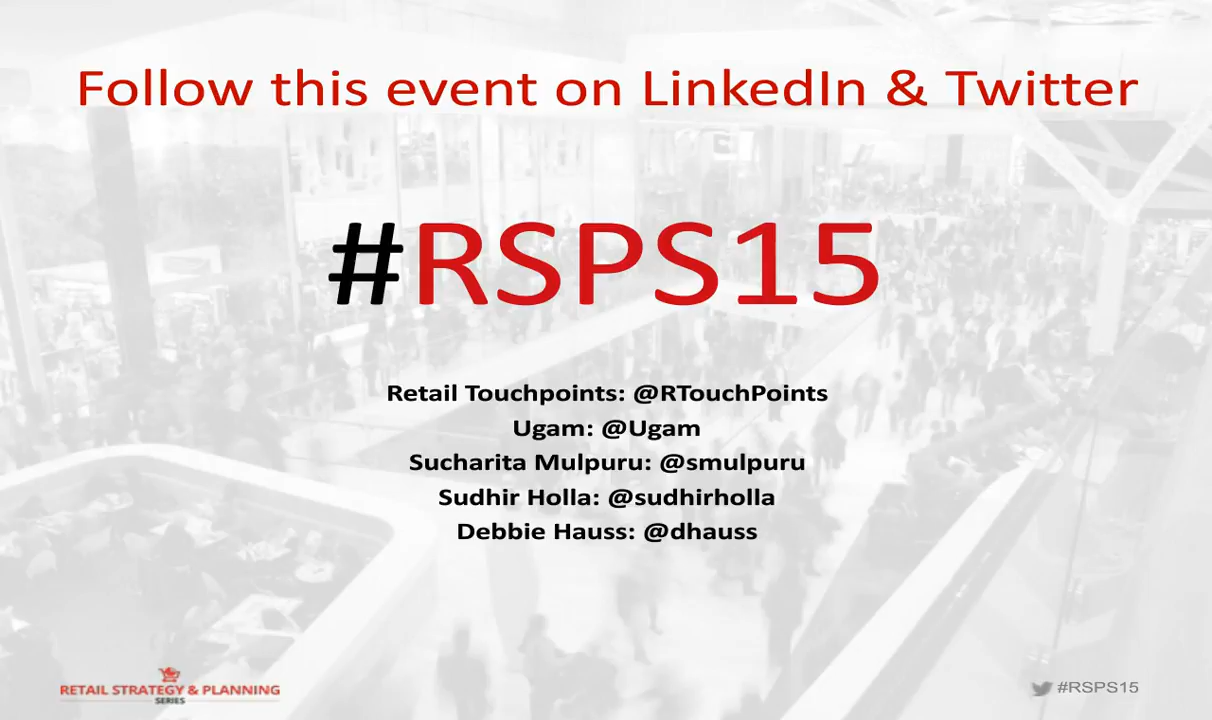 Follow this event on LinkedIn & Twitter
#RSPS15
Retail Touchpoints: @RTouchPoints
Ugam: @Ugam
Sucharita Mulpuru: @smulpuru
Sudhir Holla: @sudhirholla
Debbie Hauss: @dhauss
RETAIL STRATEGY & PLANNING
SERIES
#RSPS15